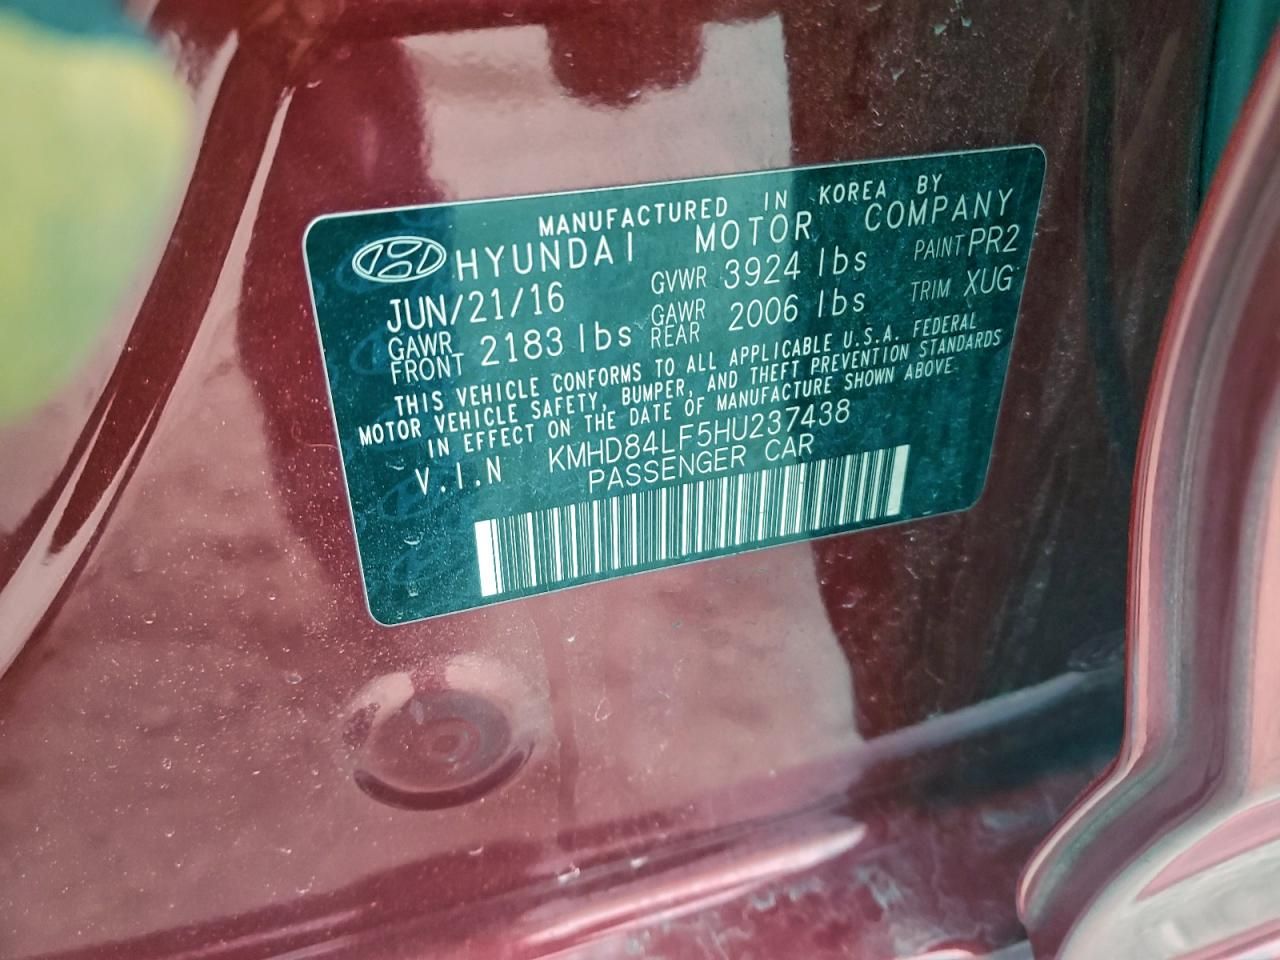 MANUFACTURED IN KOREA BY
HYUNDAI MOTOR COMPANY
JUN/21/16 GVWR 3924 lbs PAINT PR2
GAWR FRONT 2183 lbs GAWR REAR 2006 lbs TRIM XUG
THIS VEHICLE CONFORMS TO ALL APPLICABLE U.S.A. FEDERAL
MOTOR VEHICLE SAFETY, BUMPER, AND THEFT PREVENTION STANDARDS
IN EFFECT ON THE DATE OF MANUFACTURE SHOWN ABOVE.
V.I.N KMHD84LF5HU237438
PASSENGER CAR